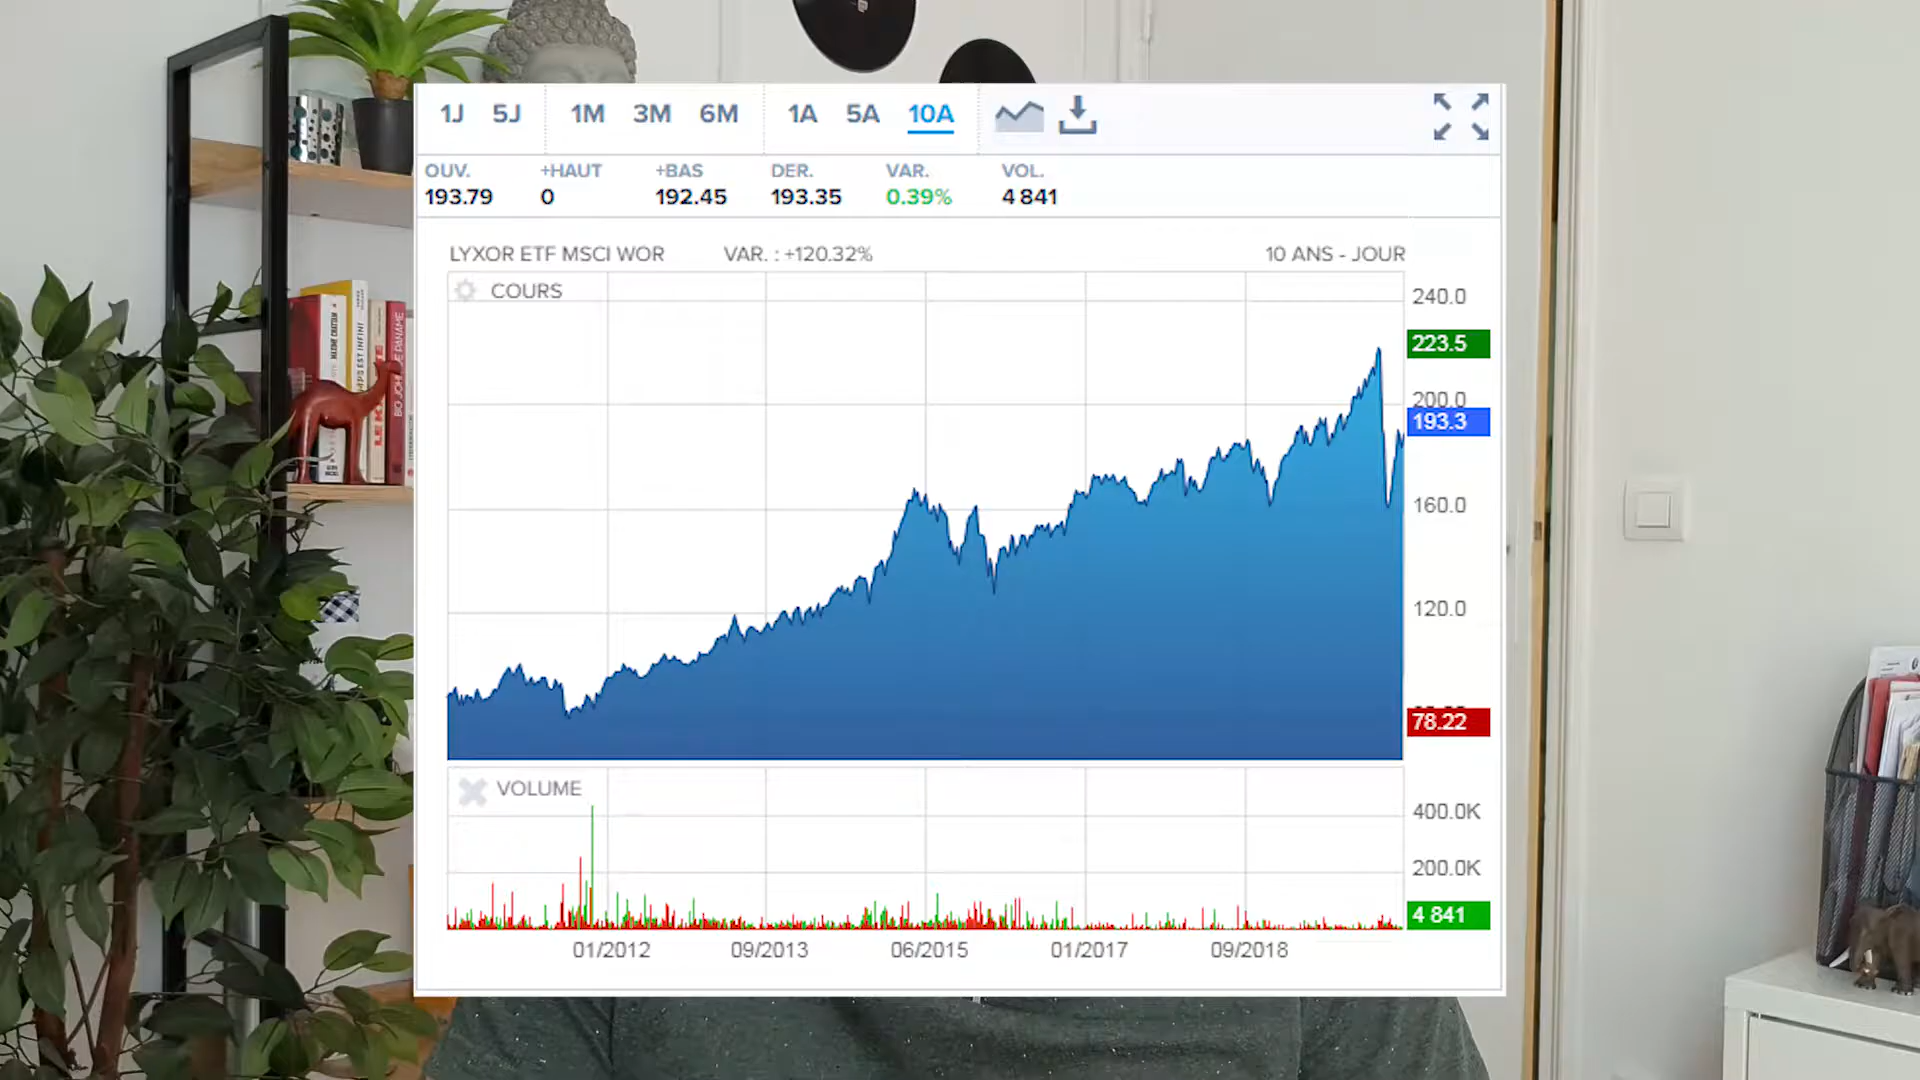 1J 5J 1M 3M 6M 1A 5A 10A
OUV. +HAUT +BAS DER. VAR. VOL.
193.79 0 192.45 193.35 0.39% 4 841
LYXOR ETF MSCI WOR VAR. : +120.32% 10 ANS - JOUR
COURS
240.0
223.5
200.0
193.3
160.0
120.0
78.22
VOLUME
400.0K
200.0K
4 841
01/2012 09/2013 06/2015 01/2017 09/2018